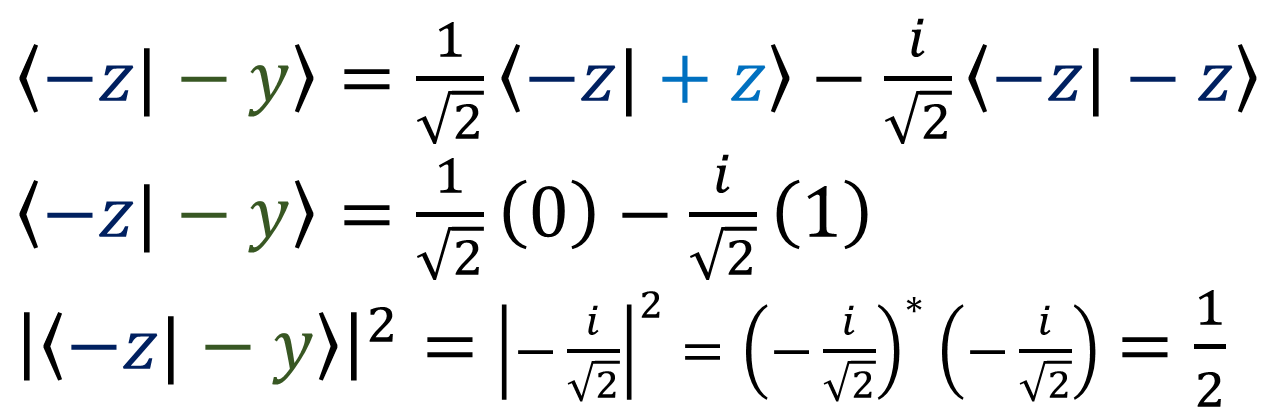 ⟨−z| − y⟩ = 1/√2 ⟨−z| + z⟩ − i/√2 ⟨−z| − z⟩
⟨−z| − y⟩ = 1/√2 (0) − i/√2 (1)
|⟨−z| − y⟩|² = |− i/√2|² = (− i/√2)* (− i/√2) = 1/2